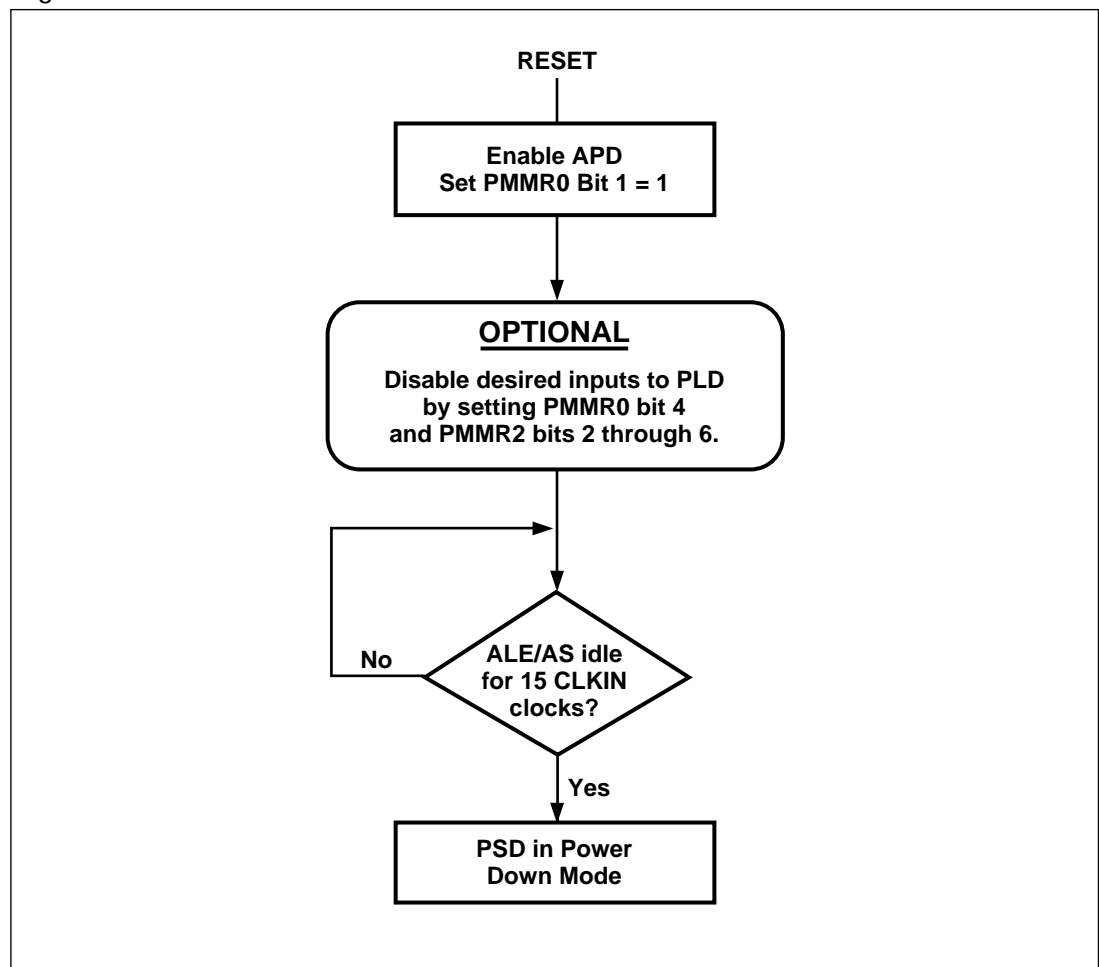 RESET
Enable APD
Set PMMR0 Bit 1 = 1
OPTIONAL
Disable desired inputs to PLD
by setting PMMR0 bit 4
and PMMR2 bits 2 through 6.
No
ALE/AS idle
for 15 CLKIN
clocks?
Yes
PSD in Power
Down Mode